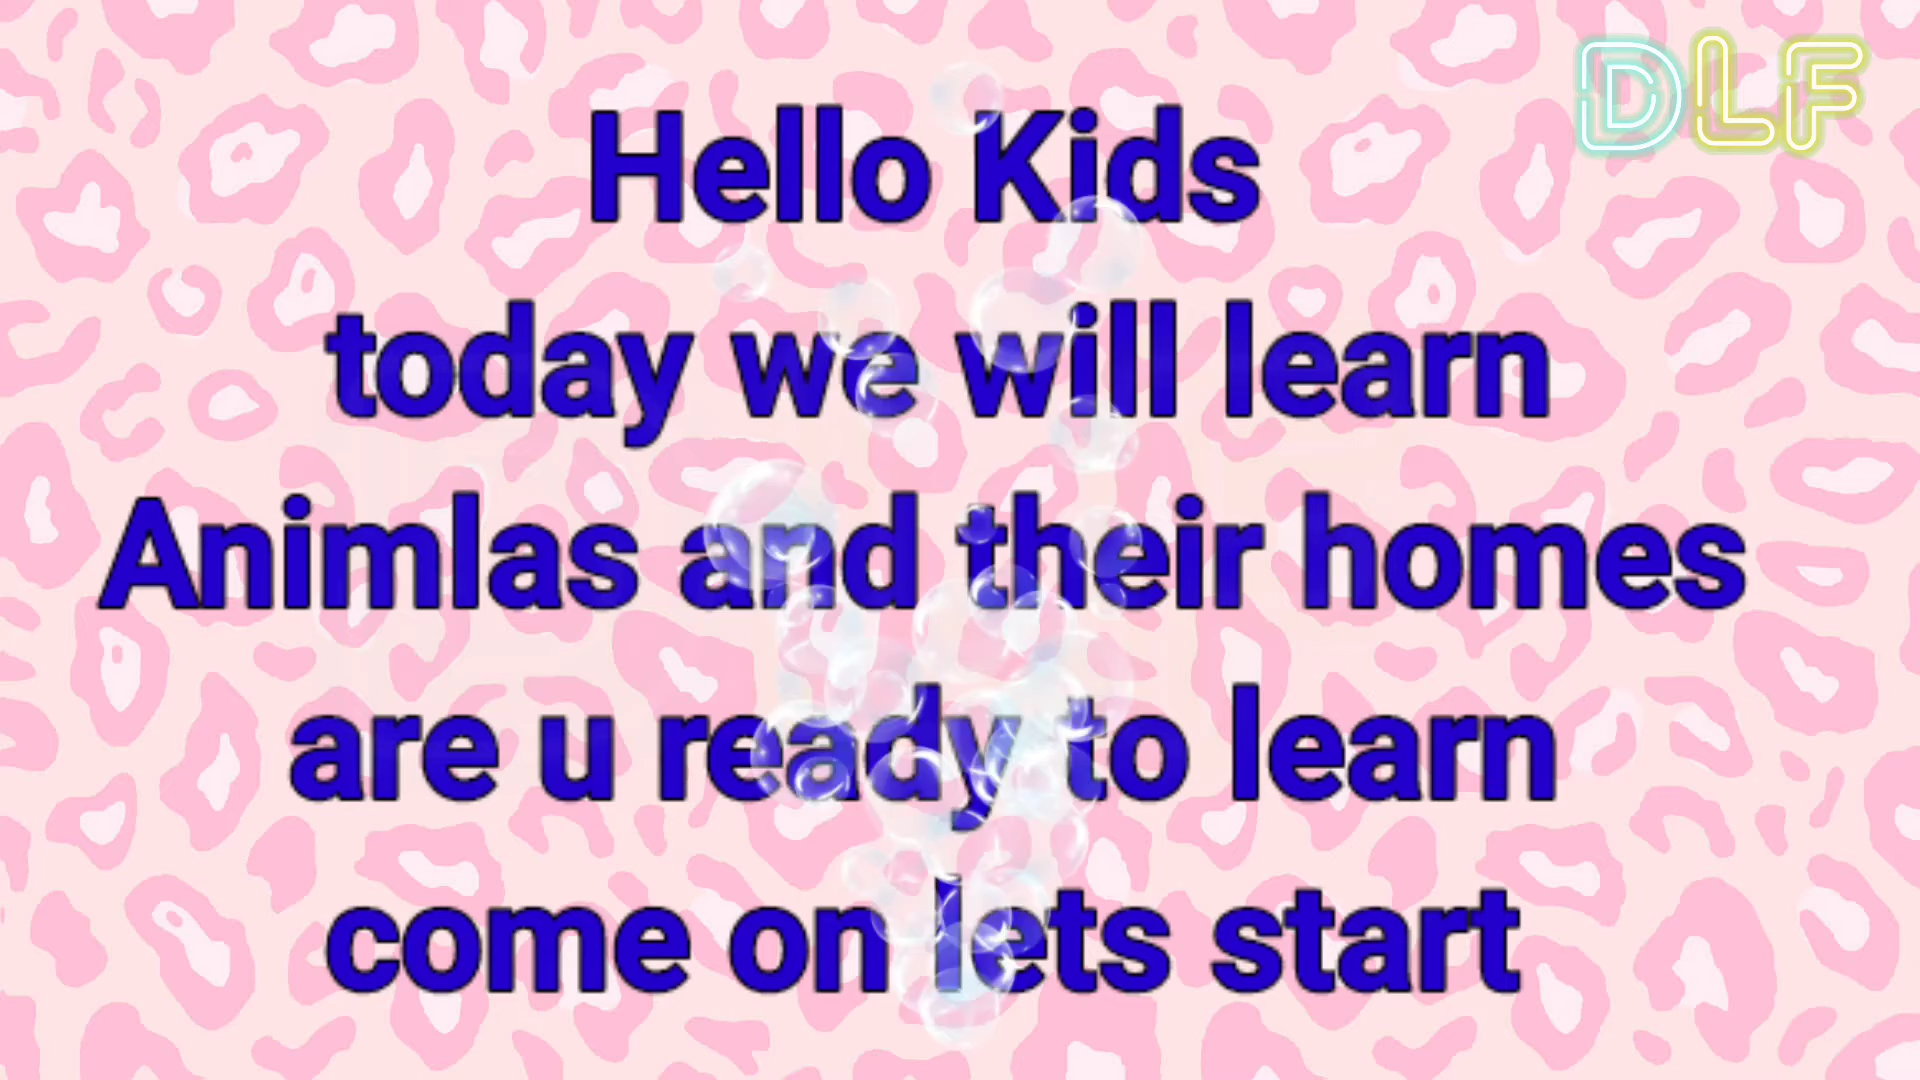 DLF
Hello Kids
today we will learn
Animlas and their homes
are u ready to learn
come on lets start